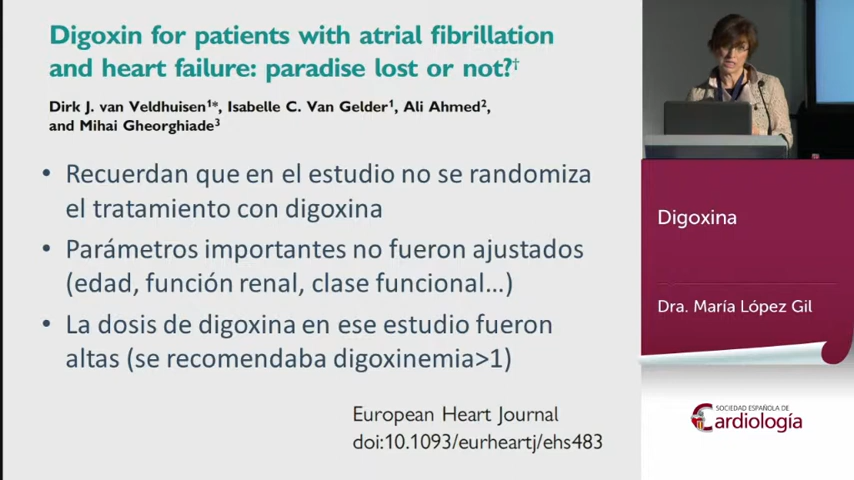 Digoxin for patients with atrial fibrillation
and heart failure: paradise lost or not?†
Dirk J. van Veldhuisen1*, Isabelle C. Van Gelder1, Ali Ahmed2,
and Mihai Gheorghiade3
• Recuerdan que en el estudio no se randomiza
el tratamiento con digoxina
• Parámetros importantes no fueron ajustados
(edad, función renal, clase funcional...)
• La dosis de digoxina en ese estudio fueron
altas (se recomendaba digoxinemia>1)
European Heart Journal
doi:10.1093/eurheartj/ehs483
Digoxina
Dra. María López Gil
SOCIEDAD ESPAÑOLA DE
Cardiología